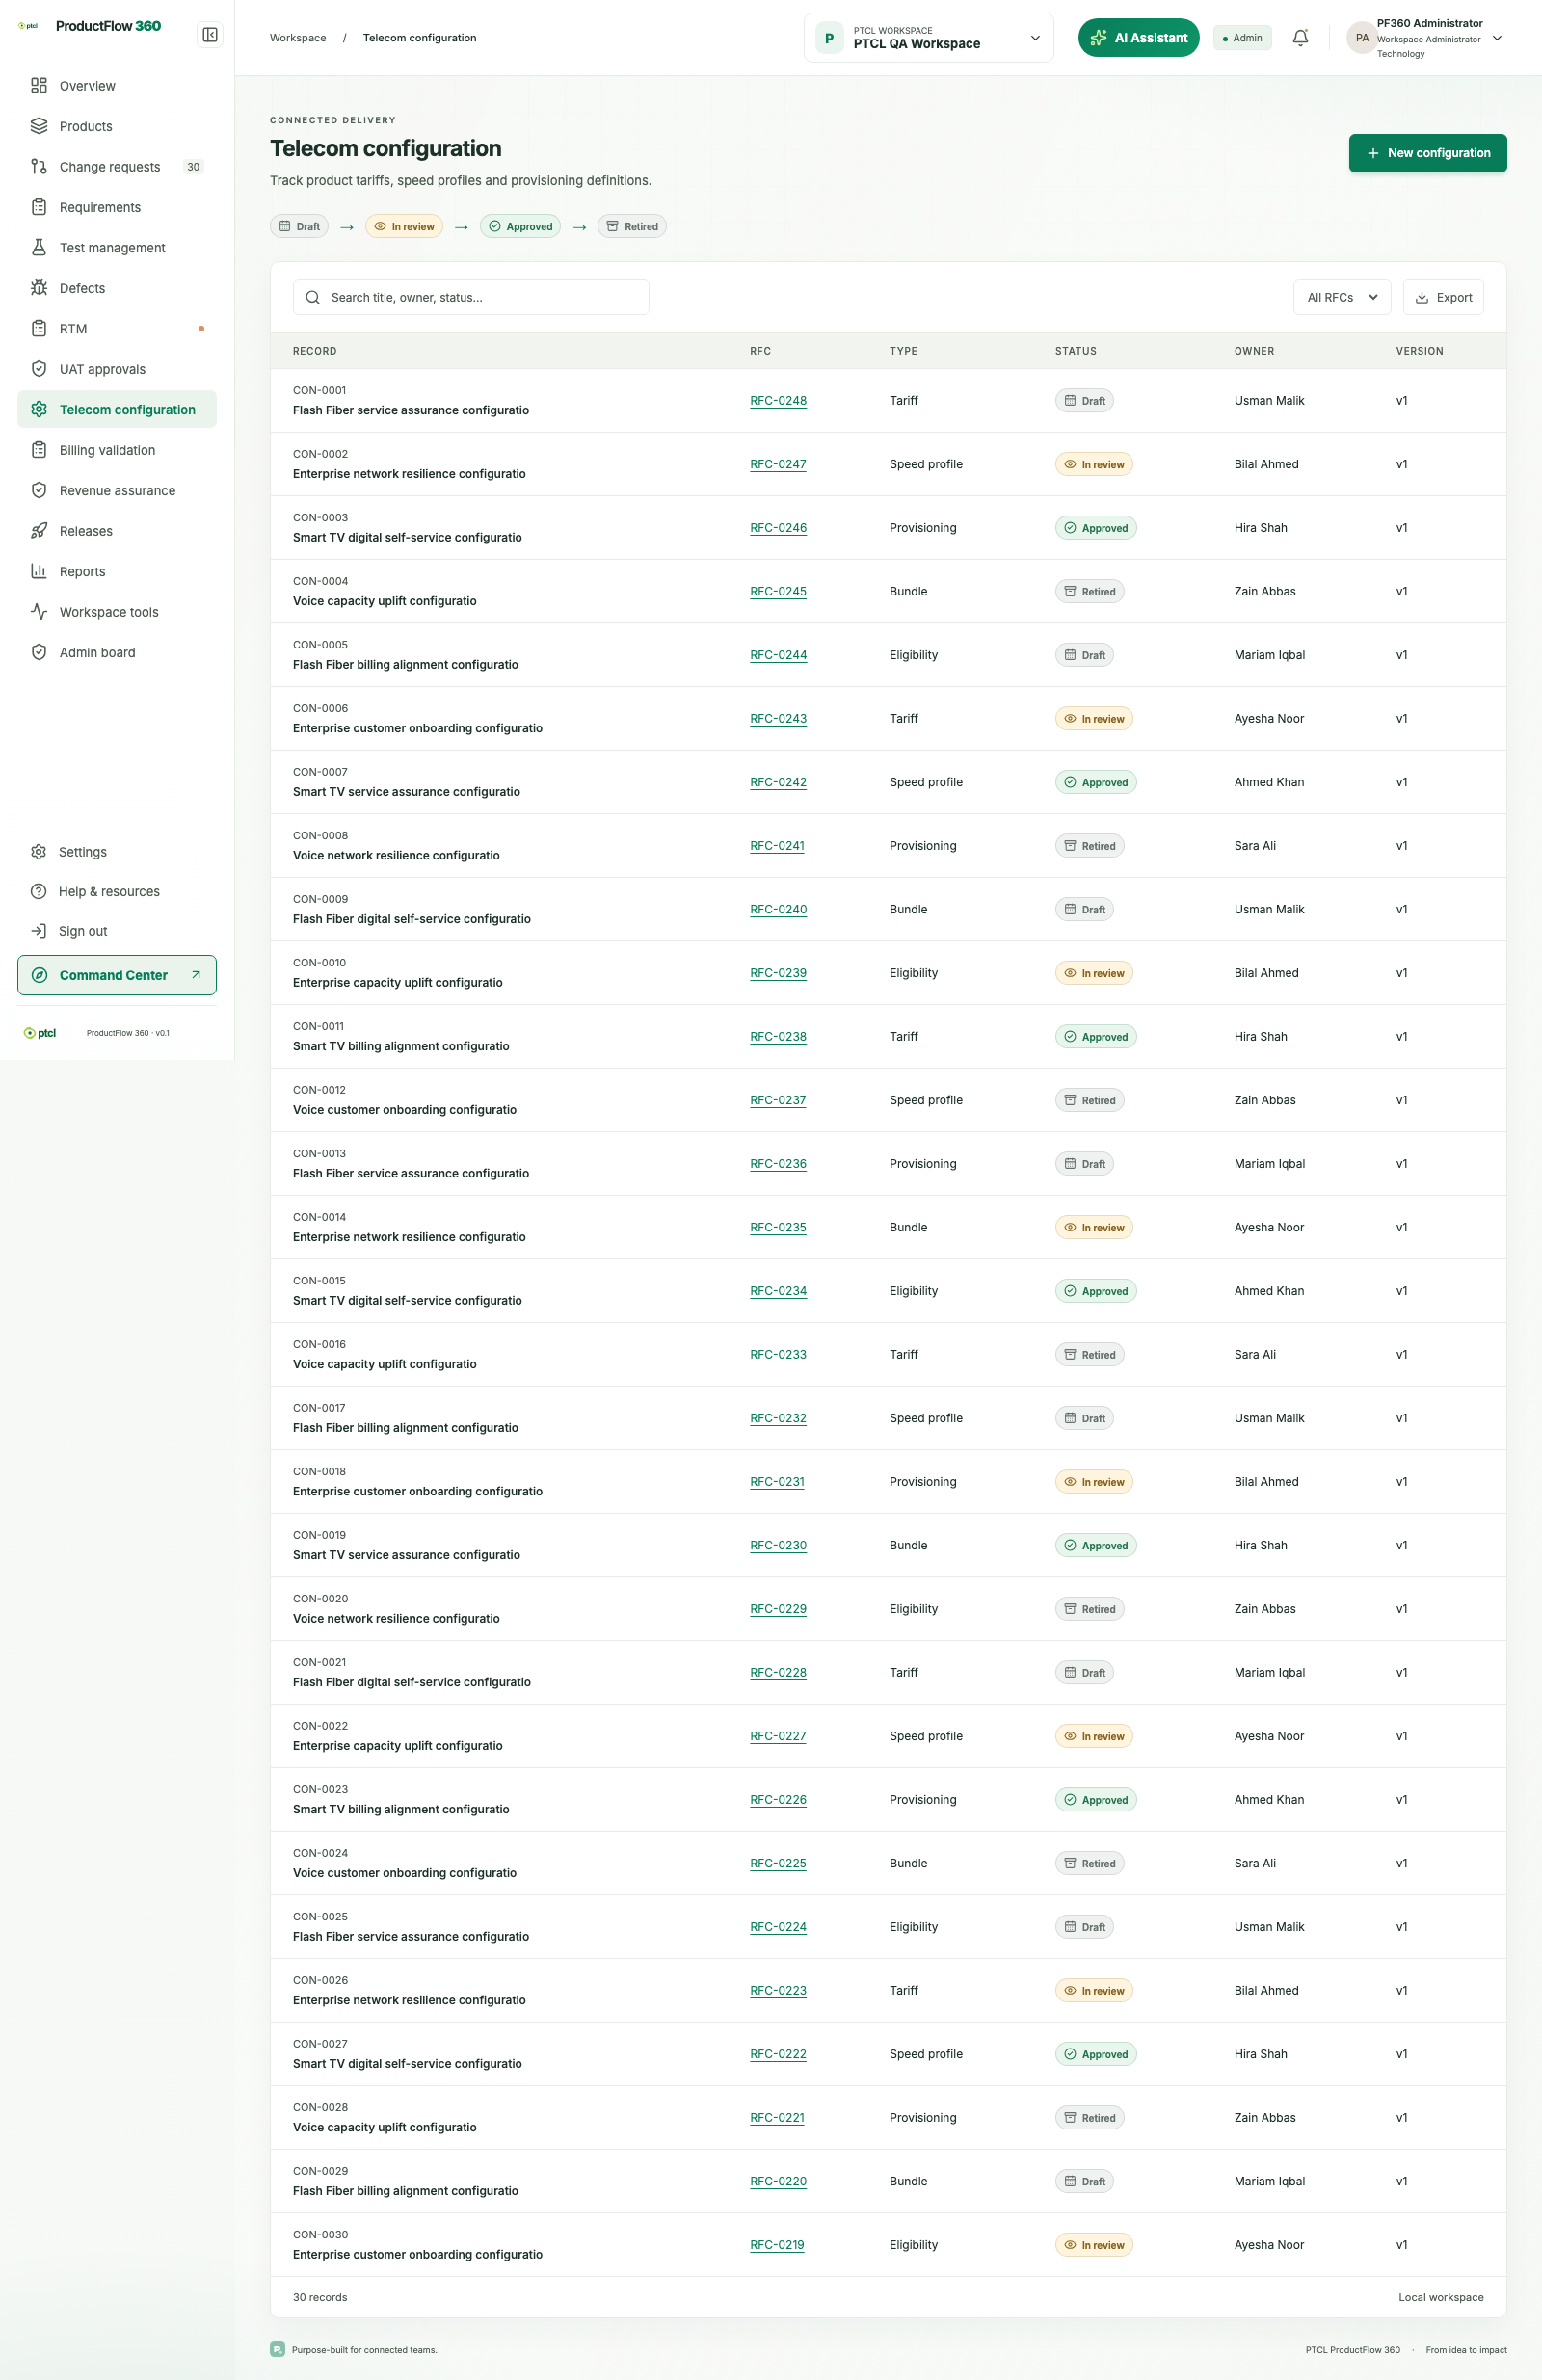 ptcl ProductFlow 360
Overview
Products
Change requests 30
Requirements
Test management
Defects
RTM
UAT approvals
Telecom configuration
Billing validation
Revenue assurance
Releases
Reports
Workspace tools
Admin board
Settings
Help & resources
Sign out
Command Center
ptcl ProductFlow 360 · v0.1
Workspace / Telecom configuration
P
PTCL WORKSPACE
PTCL QA Workspace
AI Assistant
Admin
PA
PF360 Administrator
Workspace Administrator
Technology
CONNECTED DELIVERY
Telecom configuration
Track product tariffs, speed profiles and provisioning definitions.
New configuration
Draft → In review → Approved → Retired
Search title, owner, status...
All RFCs
Export
RECORD RFC TYPE STATUS OWNER VERSION
CON-0001
Flash Fiber service assurance configuratio RFC-0248 Tariff Draft Usman Malik v1
CON-0002
Enterprise network resilience configuratio RFC-0247 Speed profile In review Bilal Ahmed v1
CON-0003
Smart TV digital self-service configuratio RFC-0246 Provisioning Approved Hira Shah v1
CON-0004
Voice capacity uplift configuratio RFC-0245 Bundle Retired Zain Abbas v1
CON-0005
Flash Fiber billing alignment configuratio RFC-0244 Eligibility Draft Mariam Iqbal v1
CON-0006
Enterprise customer onboarding configuratio RFC-0243 Tariff In review Ayesha Noor v1
CON-0007
Smart TV service assurance configuratio RFC-0242 Speed profile Approved Ahmed Khan v1
CON-0008
Voice network resilience configuratio RFC-0241 Provisioning Retired Sara Ali v1
CON-0009
Flash Fiber digital self-service configuratio RFC-0240 Bundle Draft Usman Malik v1
CON-0010
Enterprise capacity uplift configuratio RFC-0239 Eligibility In review Bilal Ahmed v1
CON-0011
Smart TV billing alignment configuratio RFC-0238 Tariff Approved Hira Shah v1
CON-0012
Voice customer onboarding configuratio RFC-0237 Speed profile Retired Zain Abbas v1
CON-0013
Flash Fiber service assurance configuratio RFC-0236 Provisioning Draft Mariam Iqbal v1
CON-0014
Enterprise network resilience configuratio RFC-0235 Bundle In review Ayesha Noor v1
CON-0015
Smart TV digital self-service configuratio RFC-0234 Eligibility Approved Ahmed Khan v1
CON-0016
Voice capacity uplift configuratio RFC-0233 Tariff Retired Sara Ali v1
CON-0017
Flash Fiber billing alignment configuratio RFC-0232 Speed profile Draft Usman Malik v1
CON-0018
Enterprise customer onboarding configuratio RFC-0231 Provisioning In review Bilal Ahmed v1
CON-0019
Smart TV service assurance configuratio RFC-0230 Bundle Approved Hira Shah v1
CON-0020
Voice network resilience configuratio RFC-0229 Eligibility Retired Zain Abbas v1
CON-0021
Flash Fiber digital self-service configuratio RFC-0228 Tariff Draft Mariam Iqbal v1
CON-0022
Enterprise capacity uplift configuratio RFC-0227 Speed profile In review Ayesha Noor v1
CON-0023
Smart TV billing alignment configuratio RFC-0226 Provisioning Approved Ahmed Khan v1
CON-0024
Voice customer onboarding configuratio RFC-0225 Bundle Retired Sara Ali v1
CON-0025
Flash Fiber service assurance configuratio RFC-0224 Eligibility Draft Usman Malik v1
CON-0026
Enterprise network resilience configuratio RFC-0223 Tariff In review Bilal Ahmed v1
CON-0027
Smart TV digital self-service configuratio RFC-0222 Speed profile Approved Hira Shah v1
CON-0028
Voice capacity uplift configuratio RFC-0221 Provisioning Retired Zain Abbas v1
CON-0029
Flash Fiber billing alignment configuratio RFC-0220 Bundle Draft Mariam Iqbal v1
CON-0030
Enterprise customer onboarding configuratio RFC-0219 Eligibility In review Ayesha Noor v1
30 records Local workspace
P. Purpose-built for connected teams. PTCL ProductFlow 360 · From idea to impact